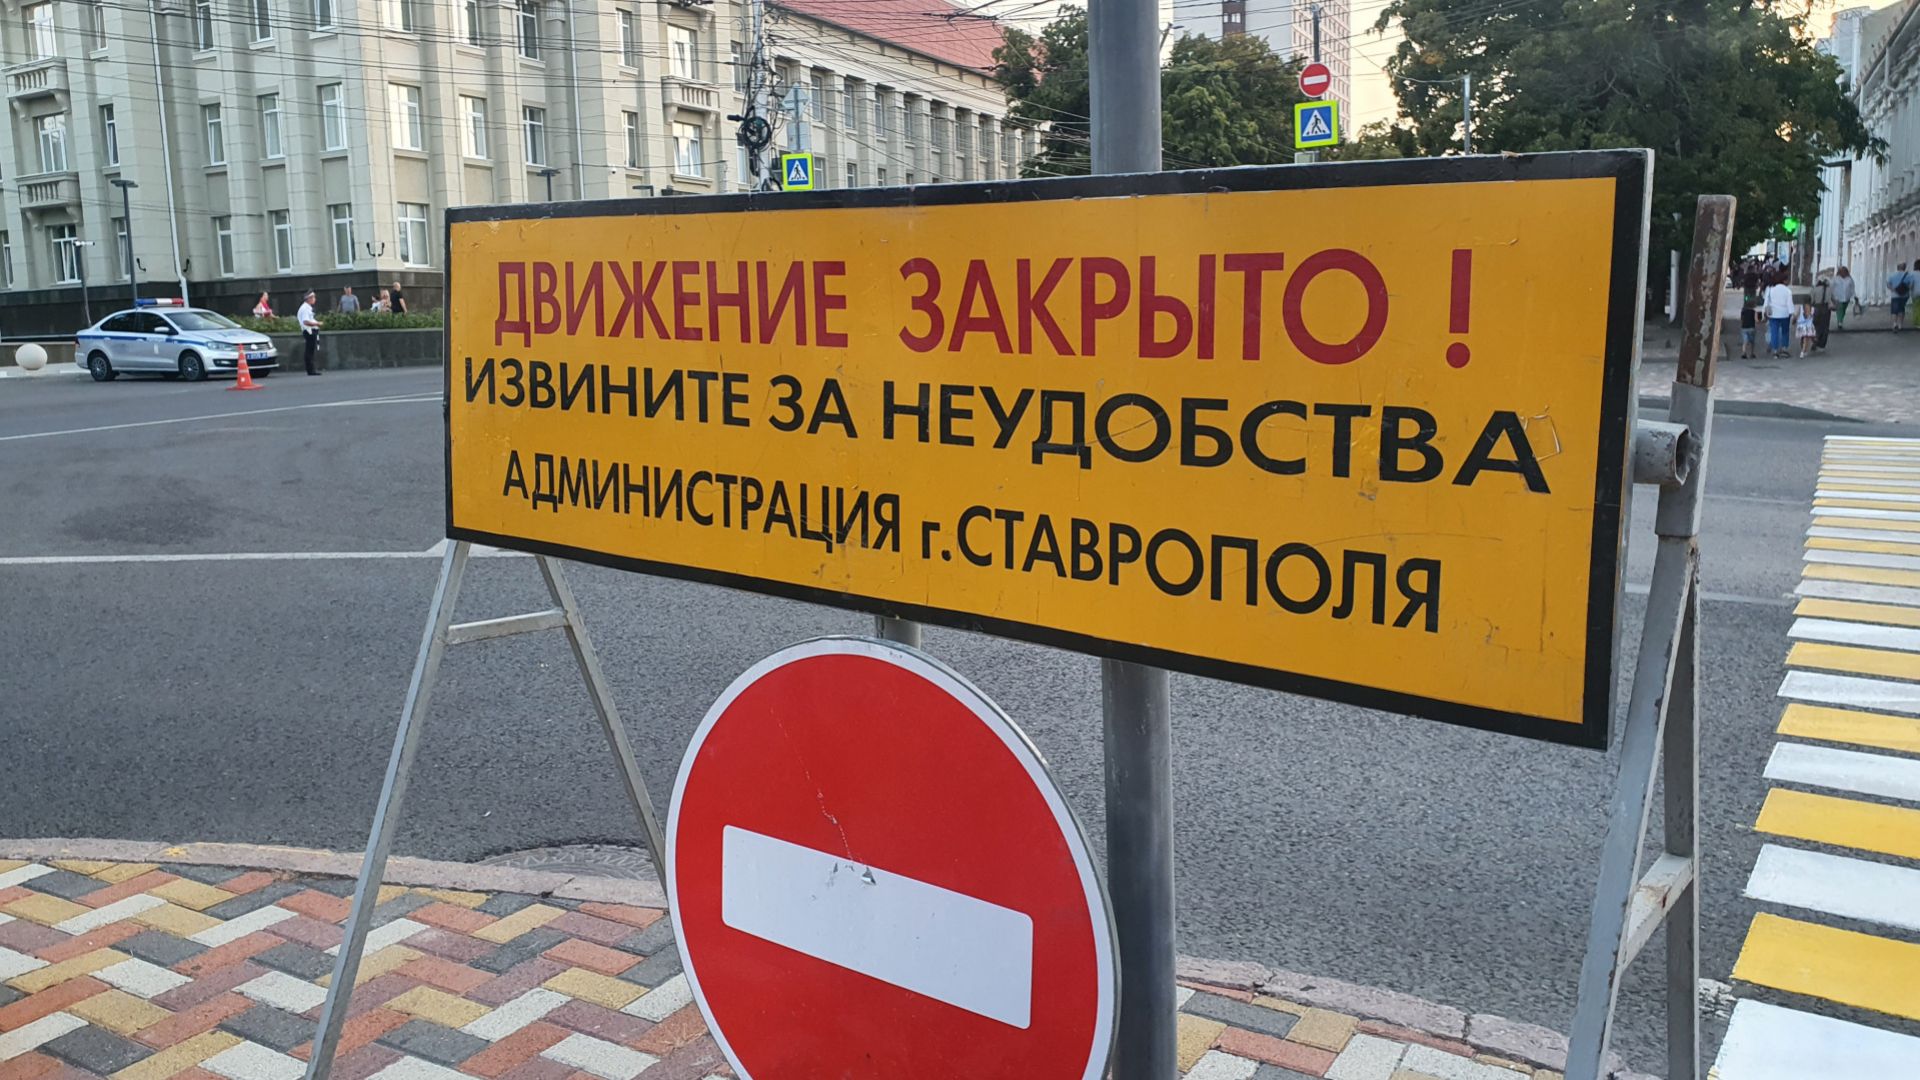 ДВИЖЕНИЕ ЗАКРЫТО !
ИЗВИНИТЕ ЗА НЕУДОБСТВА
АДМИНИСТРАЦИЯ г.СТАВРОПОЛЯ